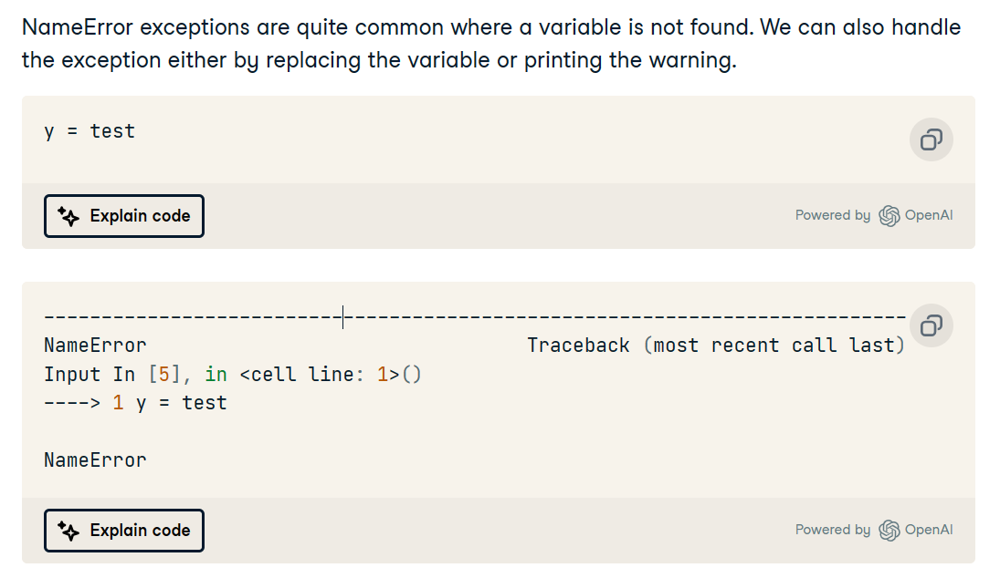 NameError exceptions are quite common where a variable is not found. We can also handle
the exception either by replacing the variable or printing the warning.
y = test
Explain code
Powered by OpenAI
---------------------------------------------------------------------------
NameError                                 Traceback (most recent call last)
Input In [5], in <cell line: 1>()
----> 1 y = test
NameError
Explain code
Powered by OpenAI